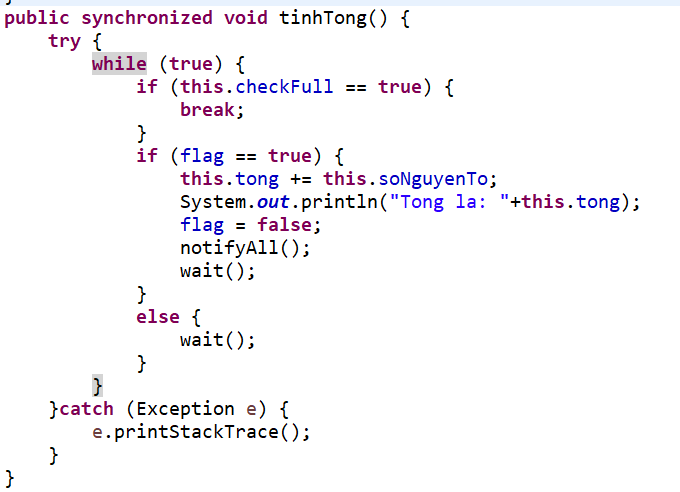 public synchronized void tinhTong() {
try {
while (true) {
if (this.checkFull == true) {
break;
}
if (flag == true) {
this.tong += this.soNguyenTo;
System.out.println("Tong la: "+this.tong);
flag = false;
notifyAll();
wait();
}
else {
wait();
}
}
}catch (Exception e) {
e.printStackTrace();
}
}